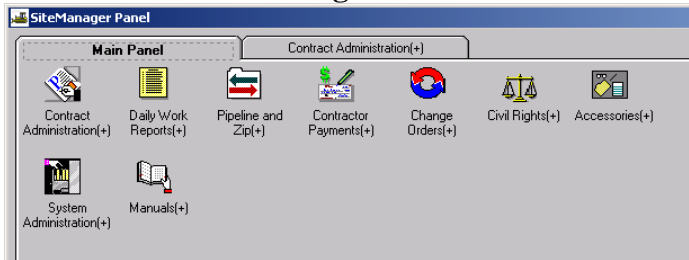 SiteManager Panel
Main Panel
Contract Administration(+)
Contract
Administration(+)
Daily Work
Reports(+)
Pipeline and
Zip(+)
Contractor
Payments(+)
Change
Orders(+)
Civil Rights(+)
Accessories(+)
System
Administration(+)
Manuals(+)